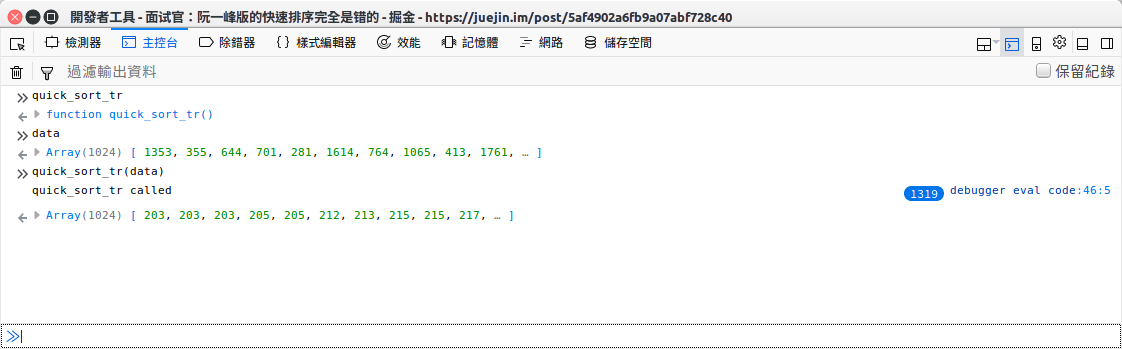 開發者工具 - 面试官：阮一峰版的快速排序完全是错的 - 掘金 - https://juejin.im/post/5af4902a6fb9a07abf728c40
檢測器 主控台 除錯器 {} 樣式編輯器 效能 記憶體 網路 儲存空間
過濾輸出資料 保留紀錄
quick_sort_tr
function quick_sort_tr()
data
Array(1024) [ 1353, 355, 644, 701, 281, 1614, 764, 1065, 413, 1761, … ]
quick_sort_tr(data)
quick_sort_tr called 1319 debugger eval code:46:5
Array(1024) [ 203, 203, 203, 205, 205, 212, 213, 215, 215, 217, … ]